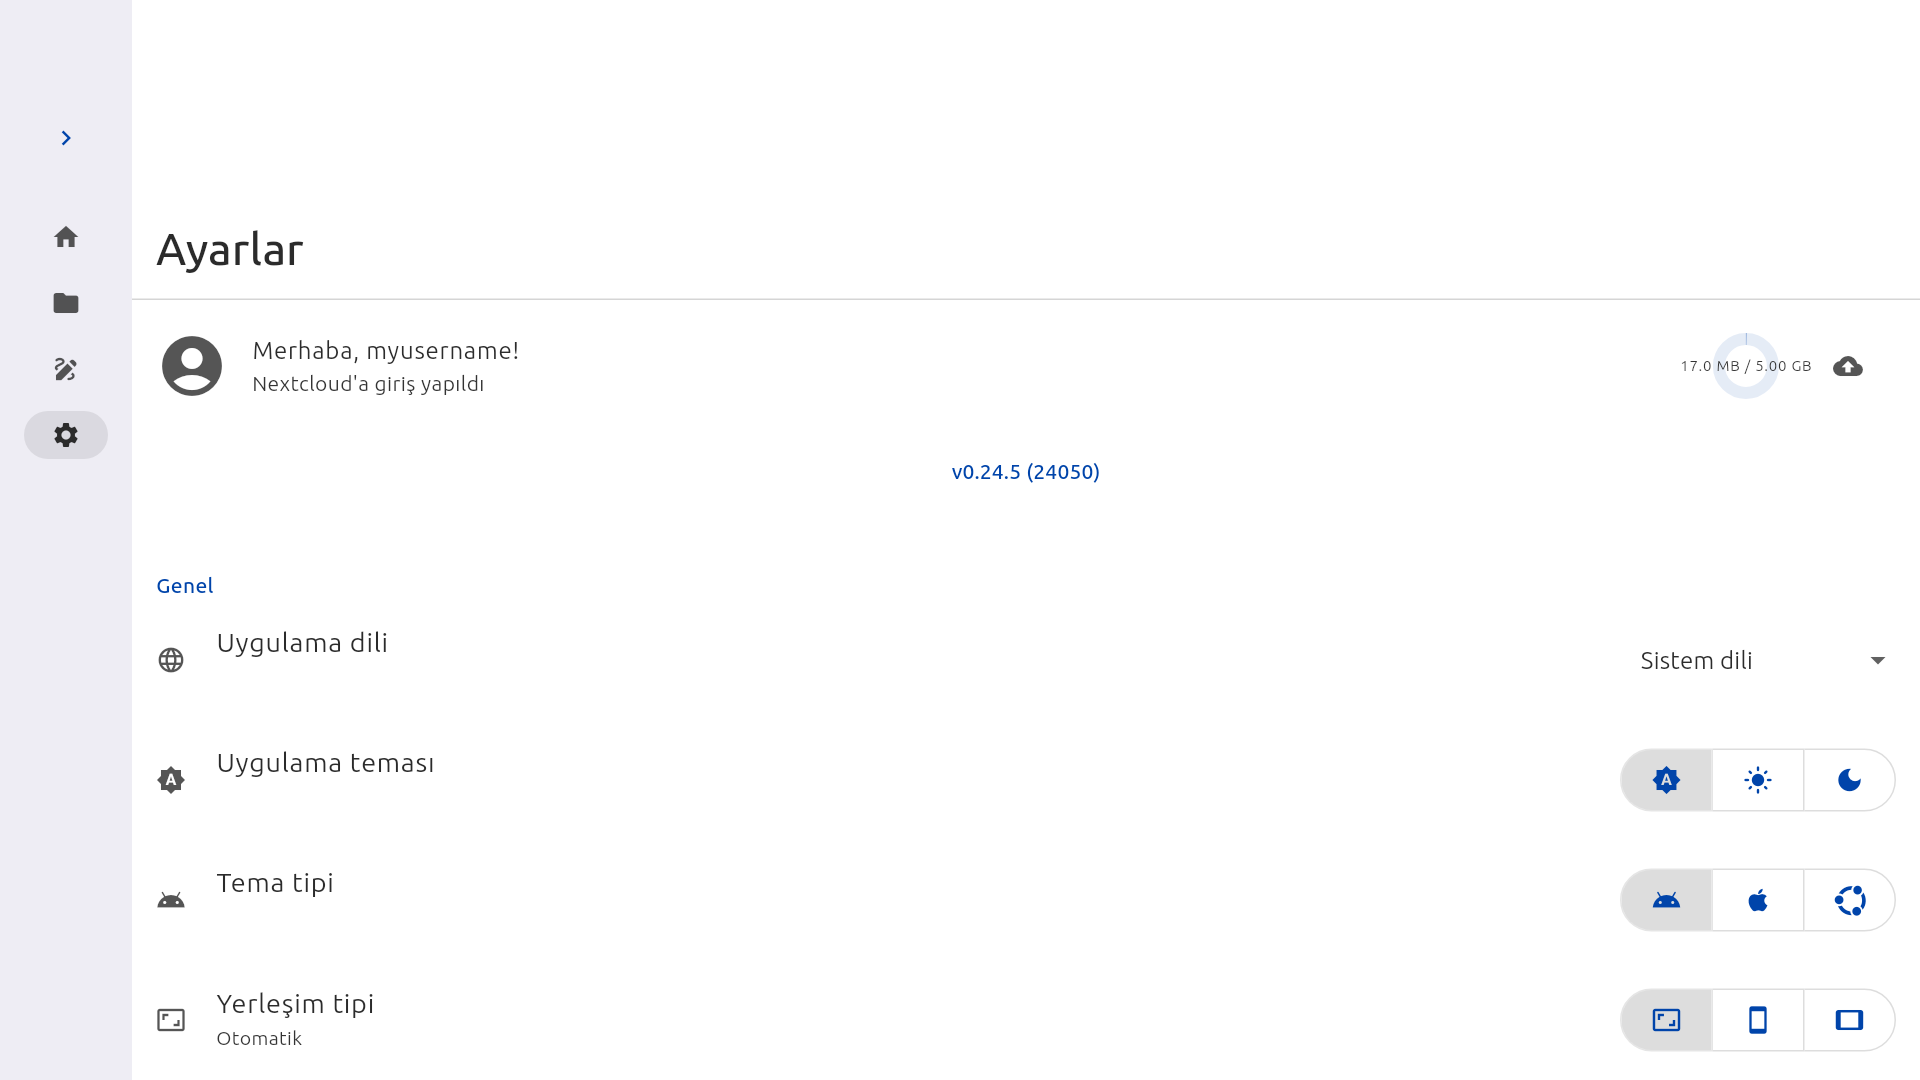 Ayarlar
Merhaba, myusername!
Nextcloud'a giriş yapıldı
17.0 MB / 5.00 GB
v0.24.5 (24050)
Genel
Uygulama dili
Sistem dili
Uygulama teması
Tema tipi
Yerleşim tipi
Otomatik